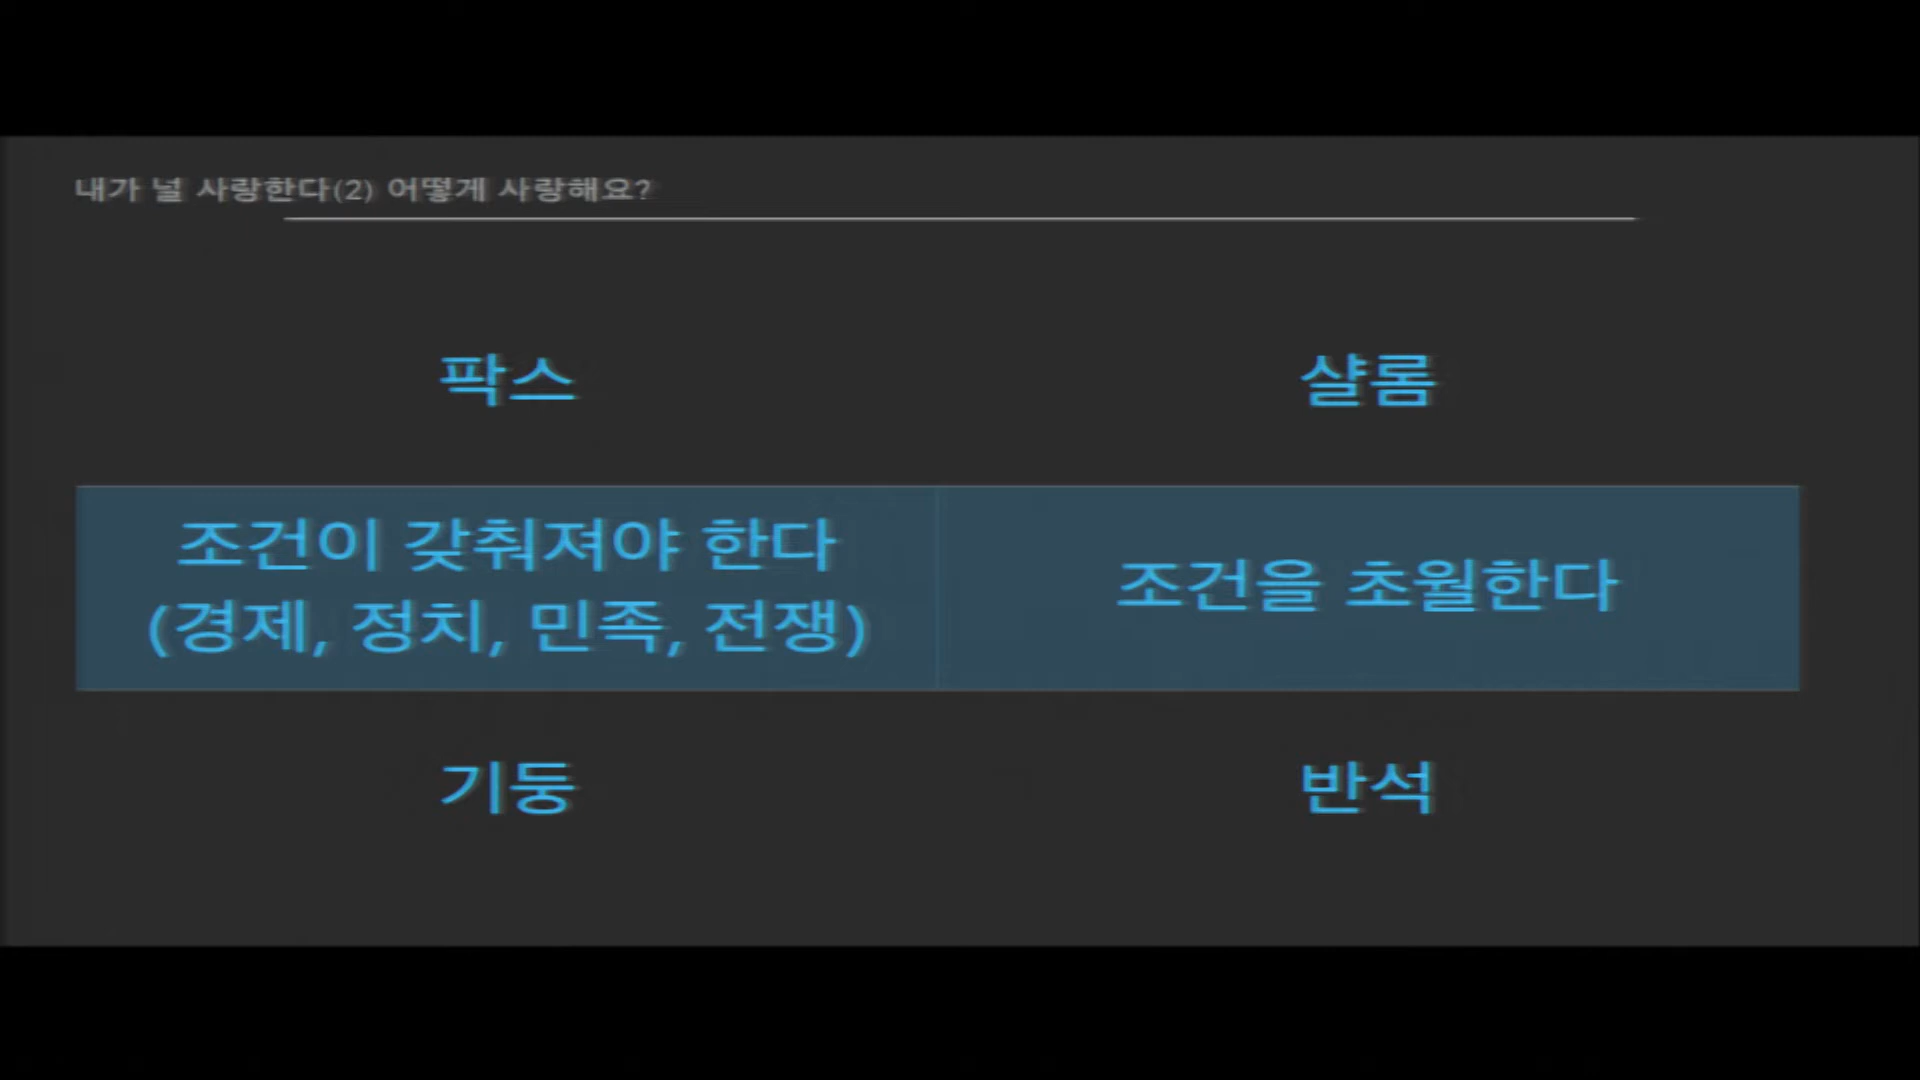 내가 널 사랑한다(2) 어떻게 사랑해요?
팍스
샬롬
조건이 갖춰져야 한다
(경제, 정치, 민족, 전쟁)
조건을 초월한다
기둥
반석